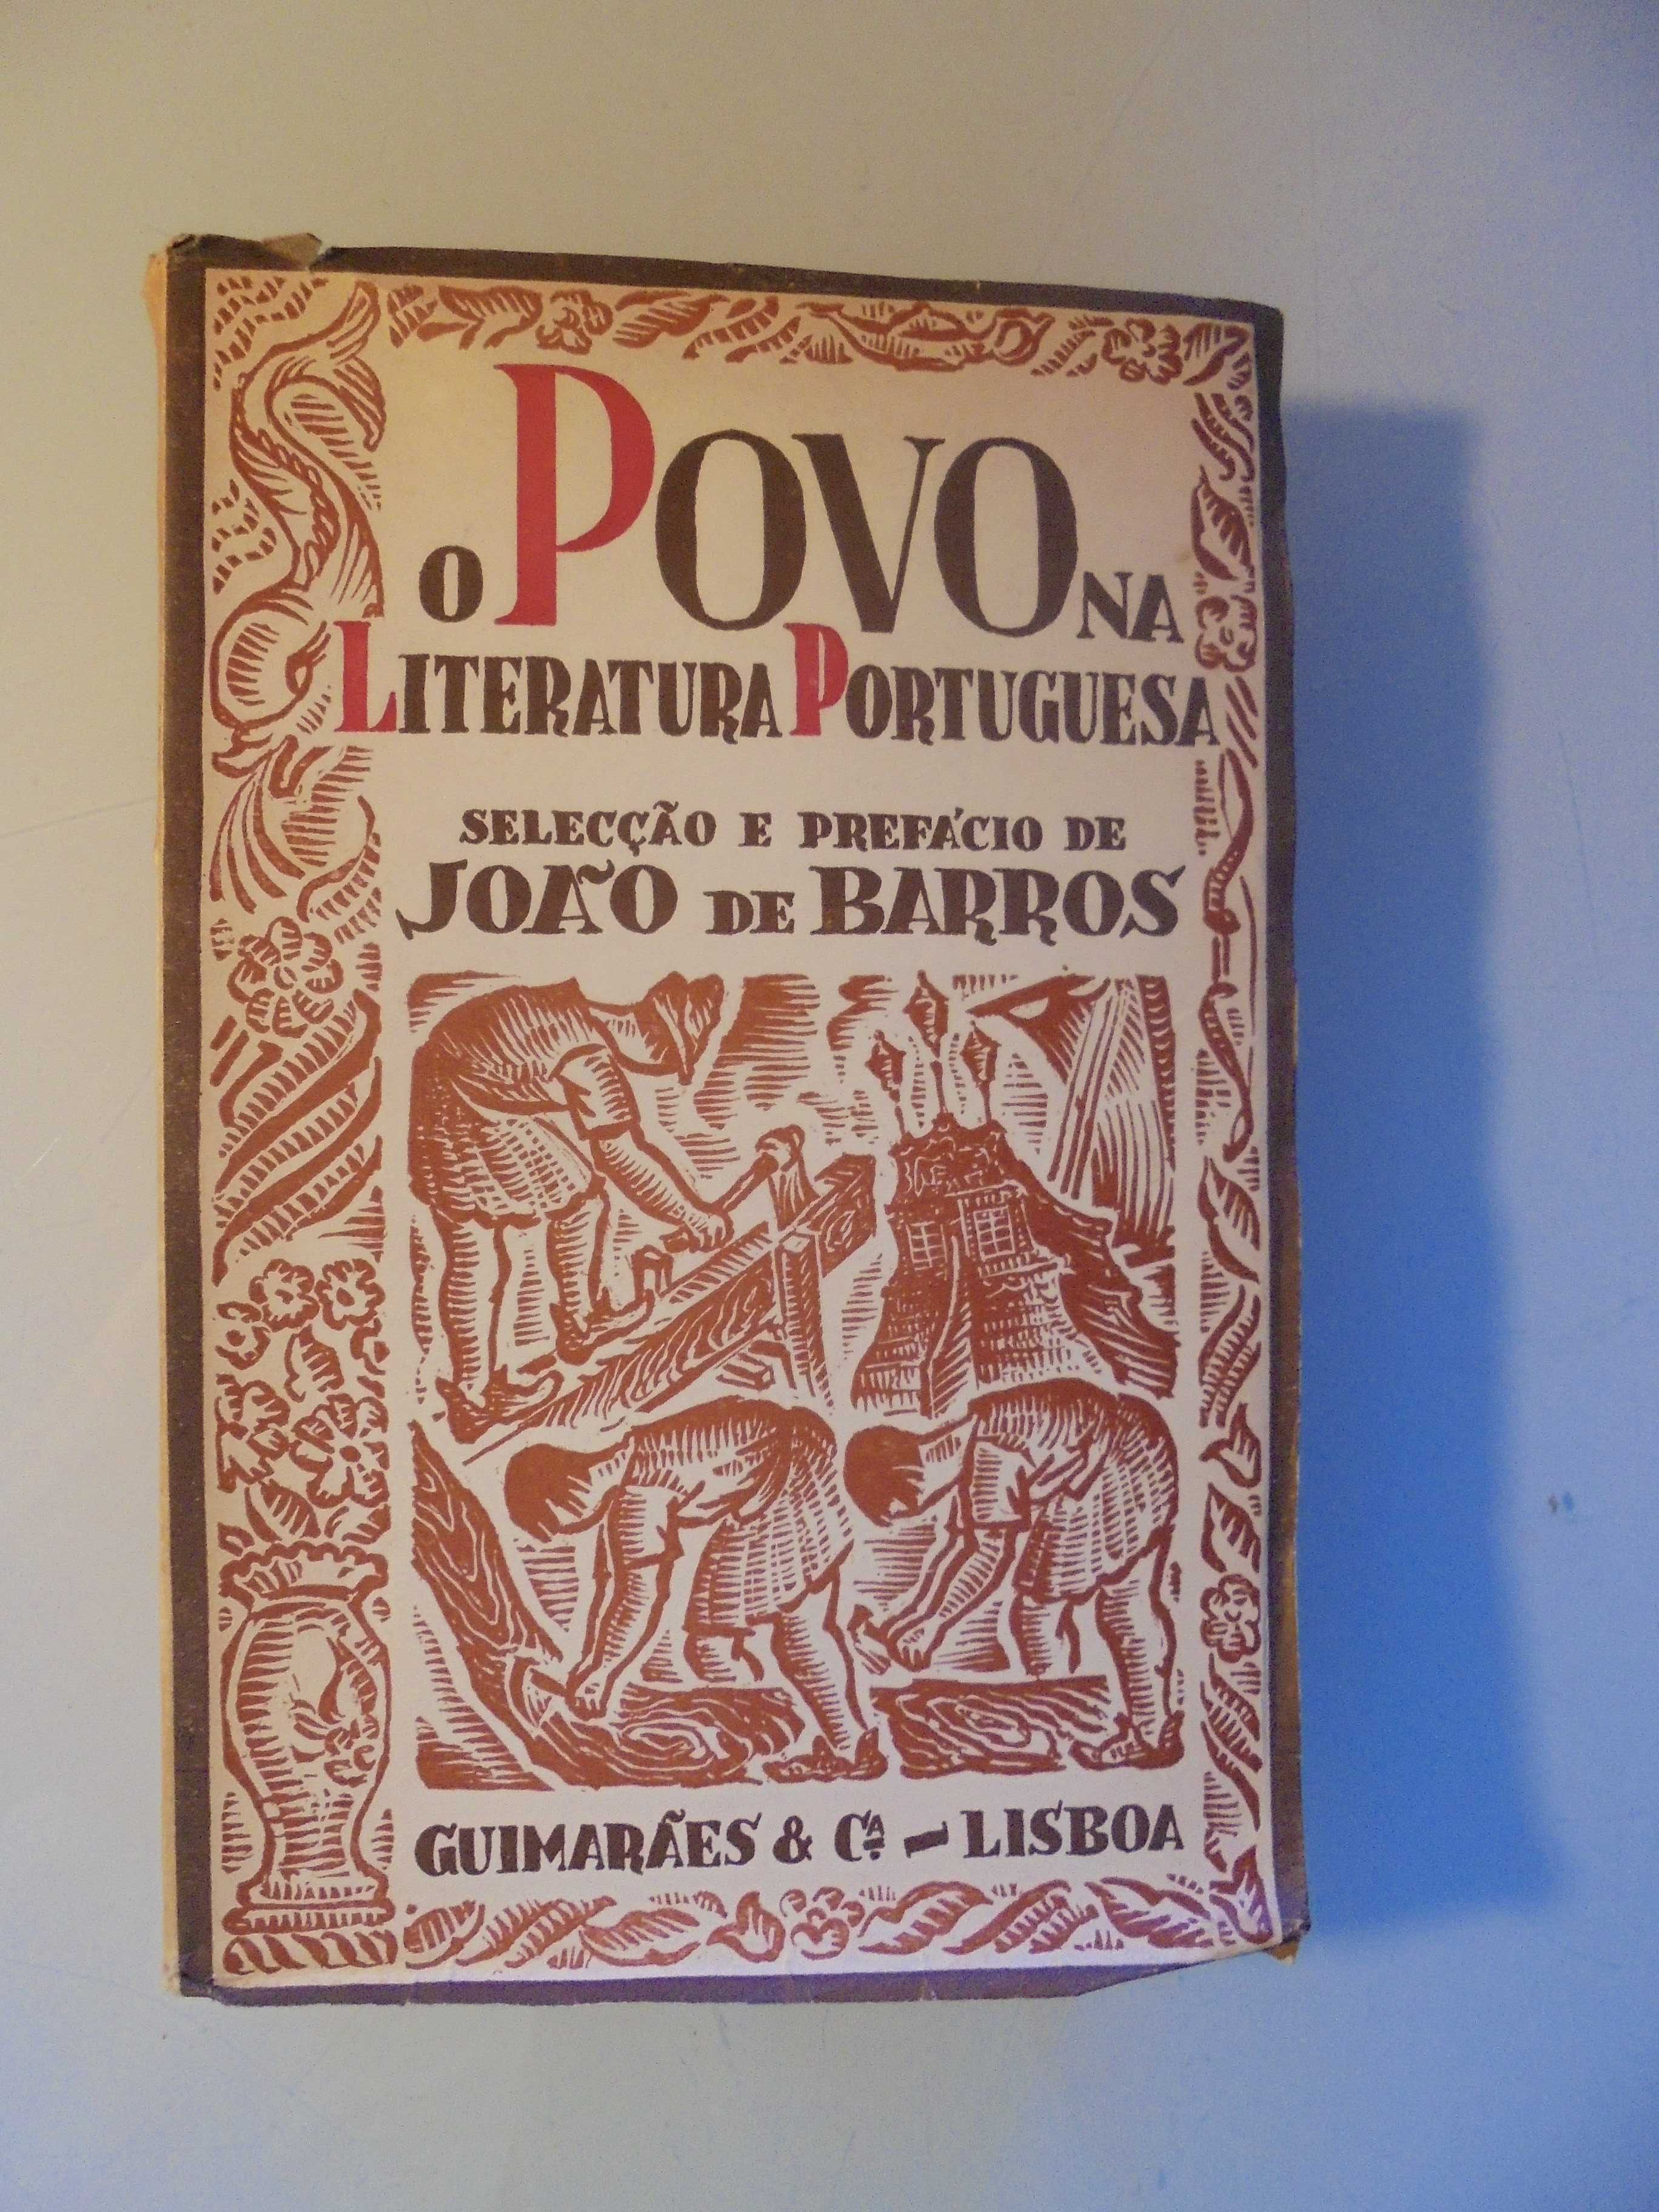 O POVO NA
LITERATURA PORTUGUESA
SELECÇÃO E PREFÁCIO DE
JOÃO DE BARROS
GUIMARÃES & CA. - LISBOA